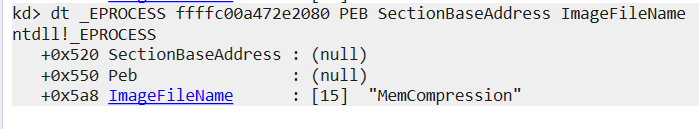 kd> dt _EPROCESS ffffc00a472e2080 PEB SectionBaseAddress ImageFileName
ntdll!_EPROCESS
   +0x520 SectionBaseAddress : (null)
   +0x550 Peb                : (null)
   +0x5a8 ImageFileName      : [15]  "MemCompression"